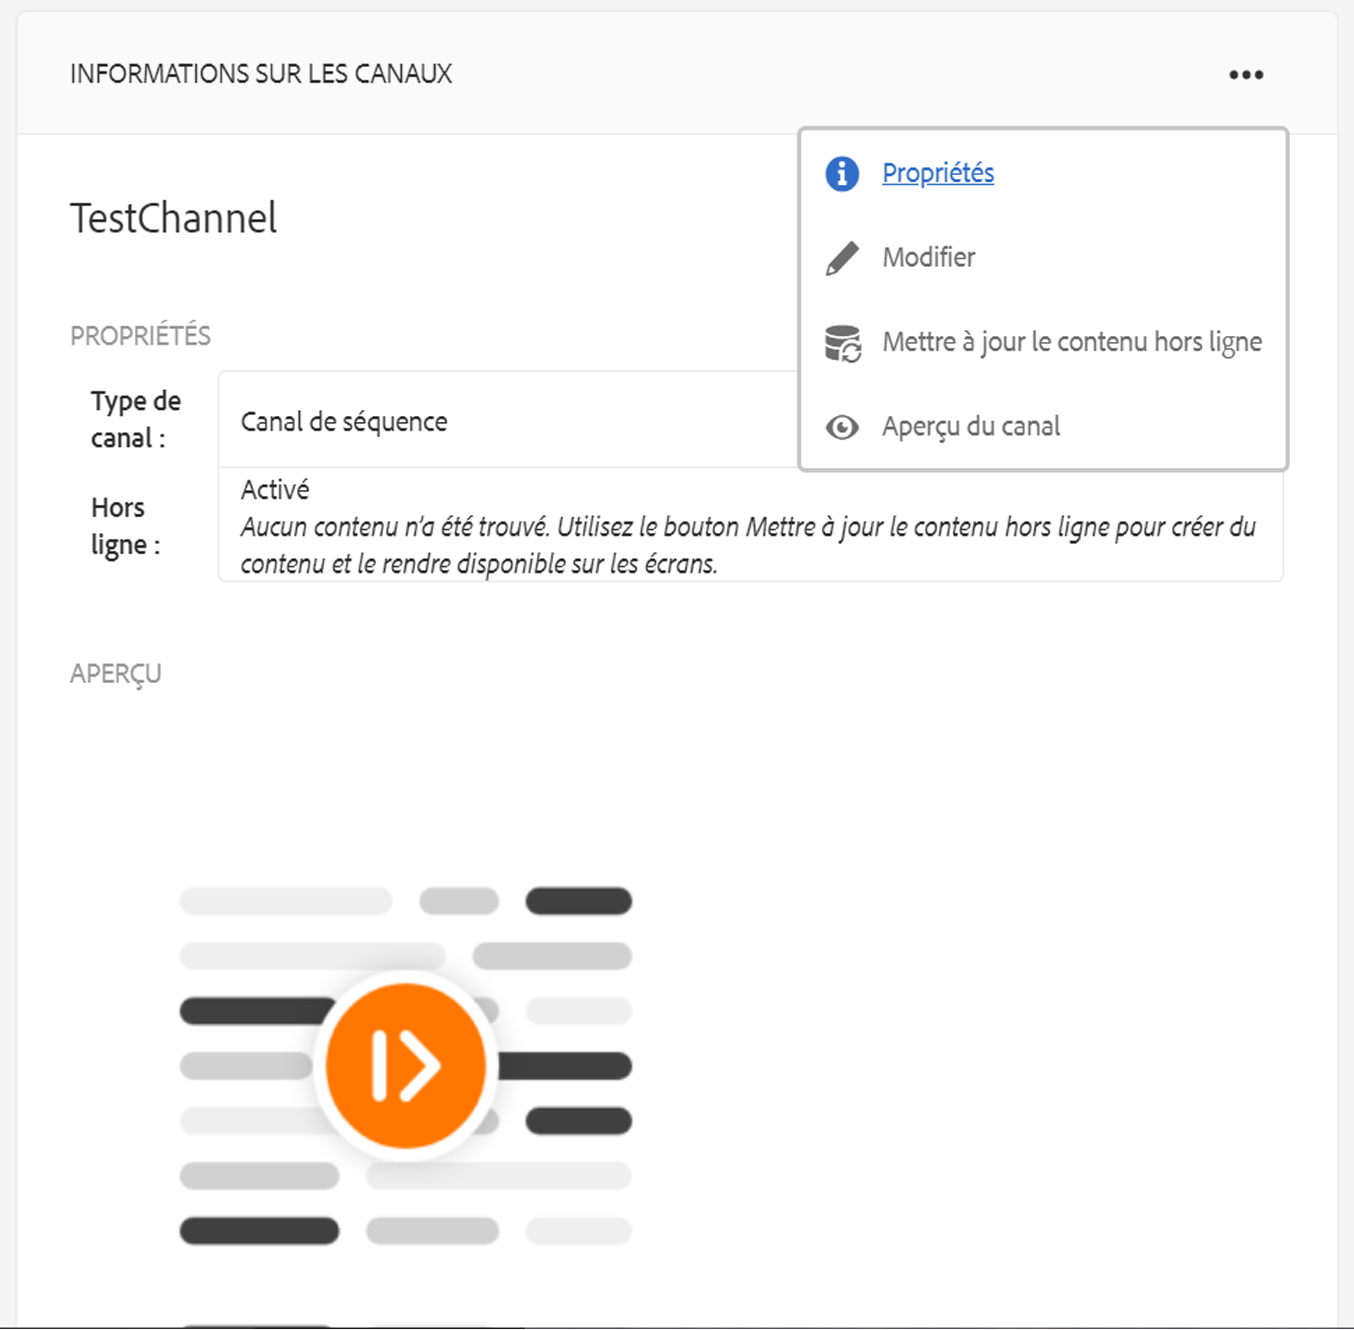 INFORMATIONS SUR LES CANAUX
Propriétés
Modifier
Mettre à jour le contenu hors ligne
Aperçu du canal
TestChannel
PROPRIÉTÉS
Type de
canal :
Canal de séquence
Hors
ligne :
Activé
Aucun contenu n'a été trouvé. Utilisez le bouton Mettre à jour le contenu hors ligne pour créer du
contenu et le rendre disponible sur les écrans.
APERÇU